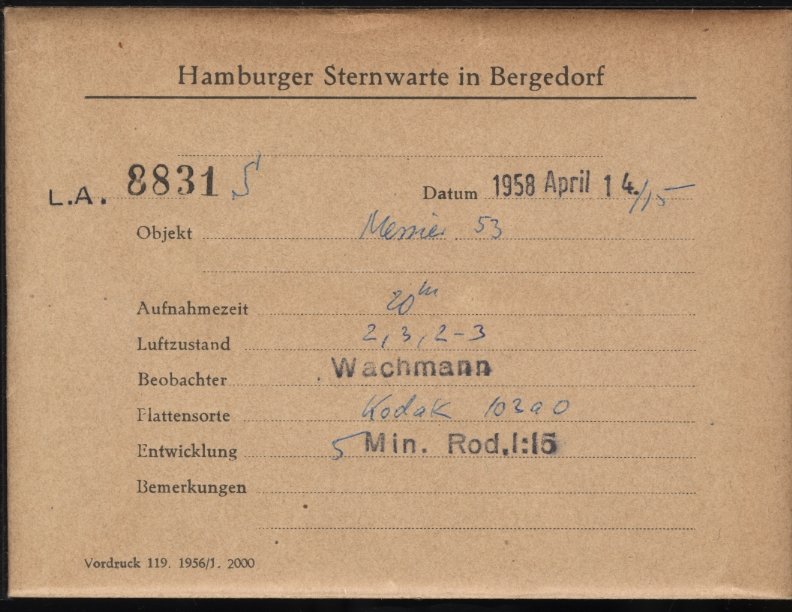 Hamburger Sternwarte in Bergedorf
L.A. 8831 S Datum 1958 April 14./15
Objekt Messier 53
Aufnahmezeit 20m
Luftzustand 2, 3, 2-3
Beobachter Wachmann
Plattensorte Kodak 103a0
Entwicklung 5 Min. Rod.1:15
Bemerkungen
Vordruck 119. 1956/1. 2000